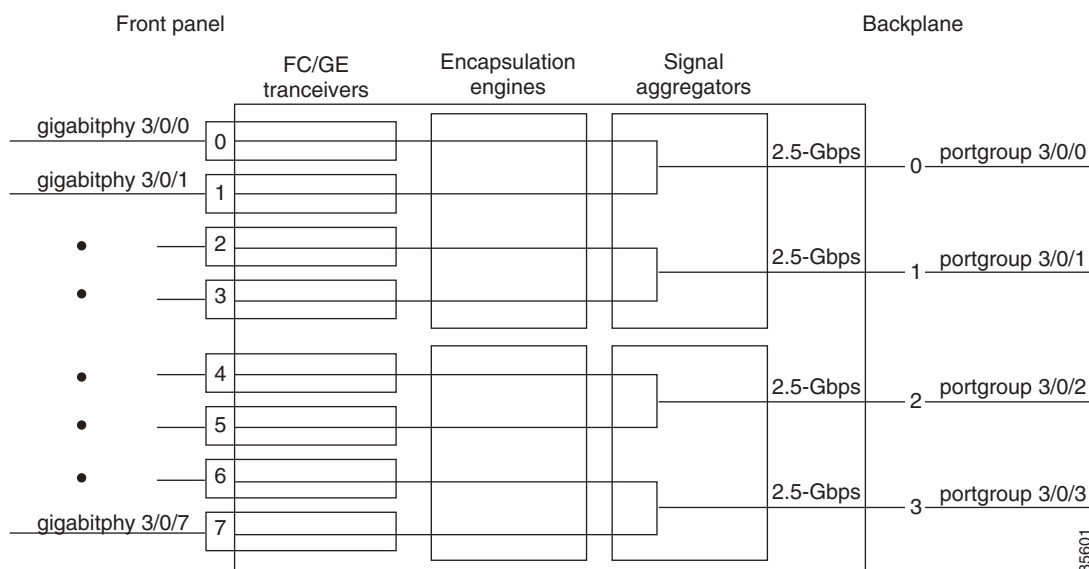 Front panel
Backplane
FC/GE
tranceivers
Encapsulation
engines
Signal
aggregators
gigabitphy 3/0/0
0
2.5-Gbps
0
portgroup 3/0/0
gigabitphy 3/0/1
1
2
2.5-Gbps
1
portgroup 3/0/1
3
4
2.5-Gbps
2
portgroup 3/0/2
5
6
2.5-Gbps
3
portgroup 3/0/3
gigabitphy 3/0/7
7